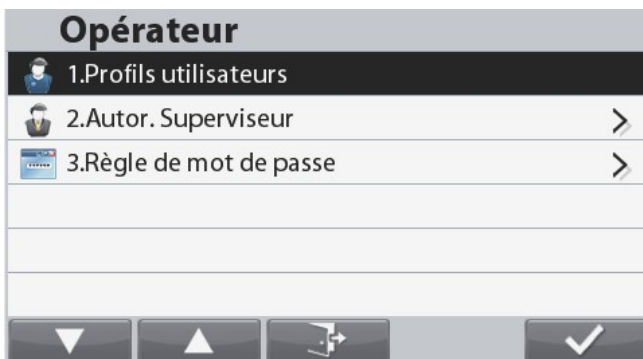 Opérateur
1.Profils utilisateurs
2.Autor. Superviseur
3.Règle de mot de passe